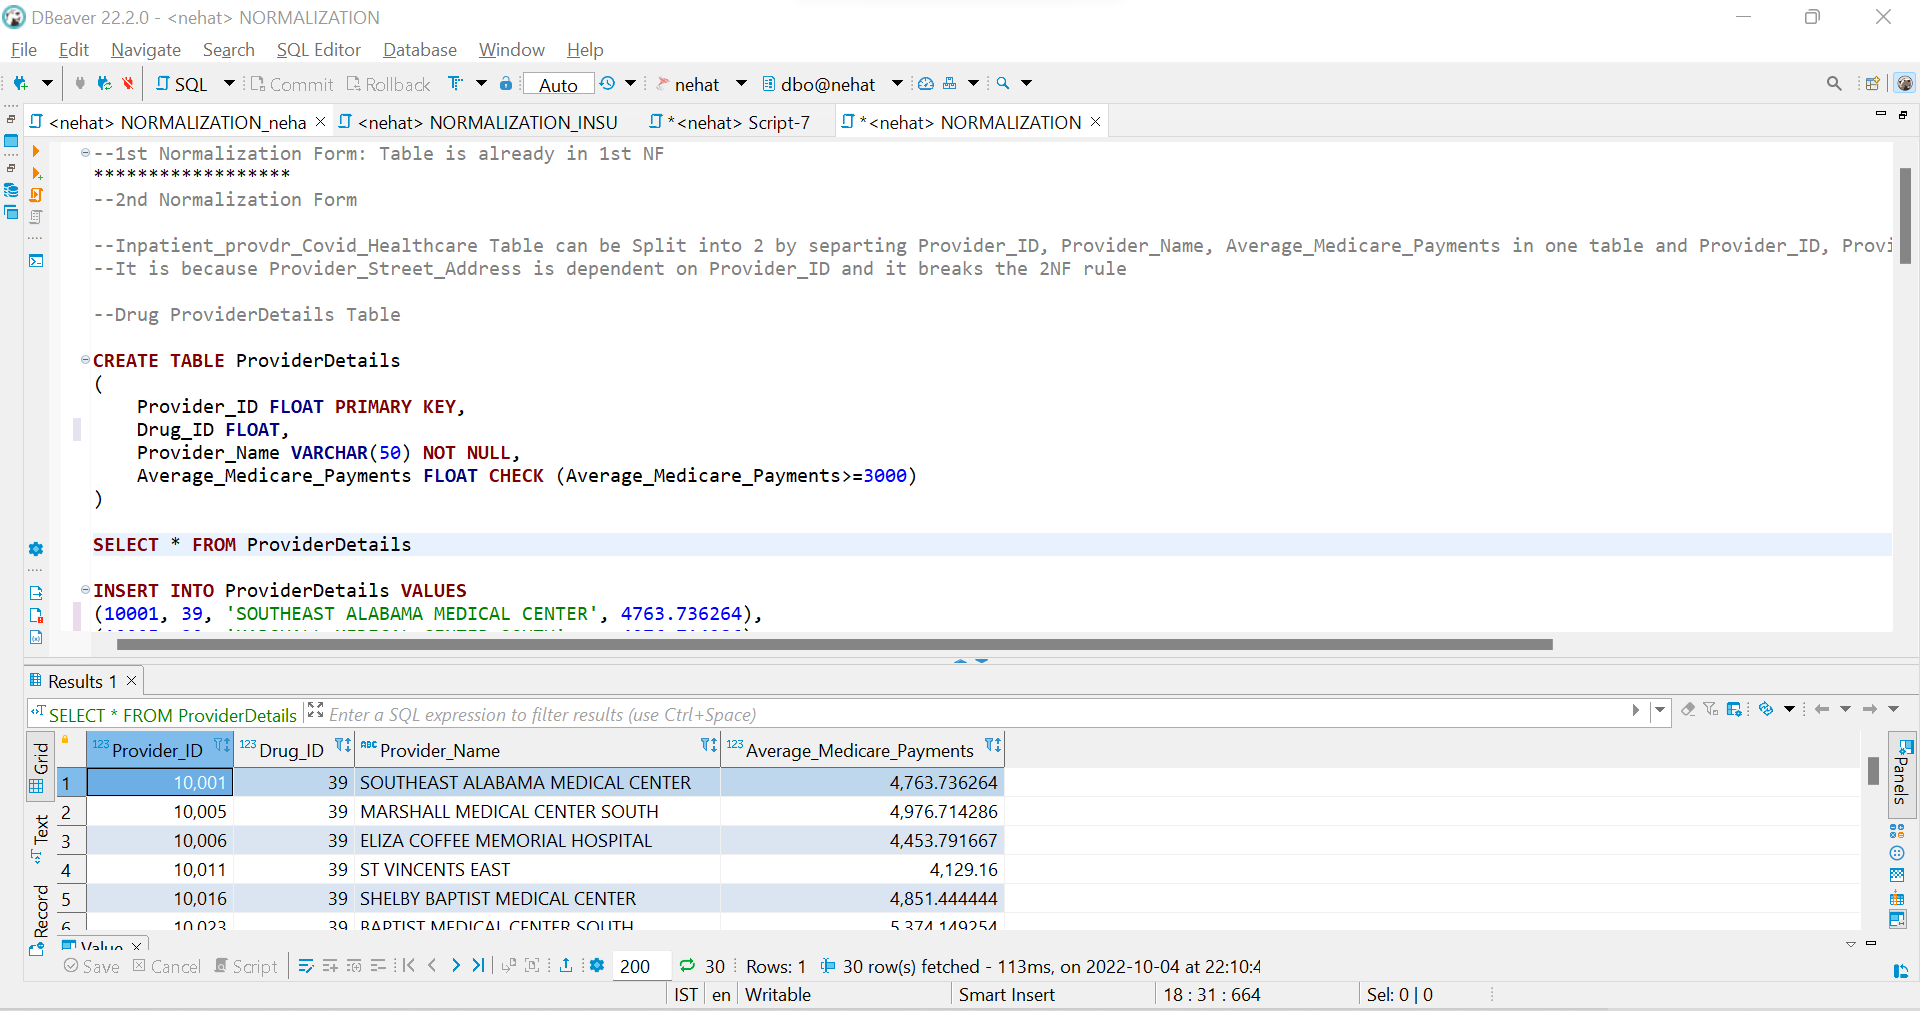 DBeaver 22.2.0 - <nehat> NORMALIZATION
File Edit Navigate Search SQL Editor Database Window Help
SQL Commit Rollback Auto nehat dbo@nehat
<nehat> NORMALIZATION_neha <nehat> NORMALIZATION_INSU *<nehat> Script-7 *<nehat> NORMALIZATION
--1st Normalization Form: Table is already in 1st NF
******************
--2nd Normalization Form
--Inpatient_provdr_Covid_Healthcare Table can be Split into 2 by separting Provider_ID, Provider_Name, Average_Medicare_Payments in one table and Provider_ID, Provi
--It is because Provider_Street_Address is dependent on Provider_ID and it breaks the 2NF rule
--Drug ProviderDetails Table
CREATE TABLE ProviderDetails
(
Provider_ID FLOAT PRIMARY KEY,
Drug_ID FLOAT,
Provider_Name VARCHAR(50) NOT NULL,
Average_Medicare_Payments FLOAT CHECK (Average_Medicare_Payments>=3000)
)
SELECT * FROM ProviderDetails
INSERT INTO ProviderDetails VALUES
(10001, 39, 'SOUTHEAST ALABAMA MEDICAL CENTER', 4763.736264),
Results 1
SELECT * FROM ProviderDetails Enter a SQL expression to filter results (use Ctrl+Space)
Grid
Text
Record
Panels
123 Provider_ID 123 Drug_ID ABC Provider_Name 123 Average_Medicare_Payments
1 10,001 39 SOUTHEAST ALABAMA MEDICAL CENTER 4,763.736264
2 10,005 39 MARSHALL MEDICAL CENTER SOUTH 4,976.714286
3 10,006 39 ELIZA COFFEE MEMORIAL HOSPITAL 4,453.791667
4 10,011 39 ST VINCENTS EAST 4,129.16
5 10,016 39 SHELBY BAPTIST MEDICAL CENTER 4,851.444444
6 10,023 39 BAPTIST MEDICAL CENTER SOUTH 5,374.149254
Value
Save Cancel Script 200 30 Rows: 1 30 row(s) fetched - 113ms, on 2022-10-04 at 22:10:4
IST en Writable Smart Insert 18 : 31 : 664 Sel: 0 | 0